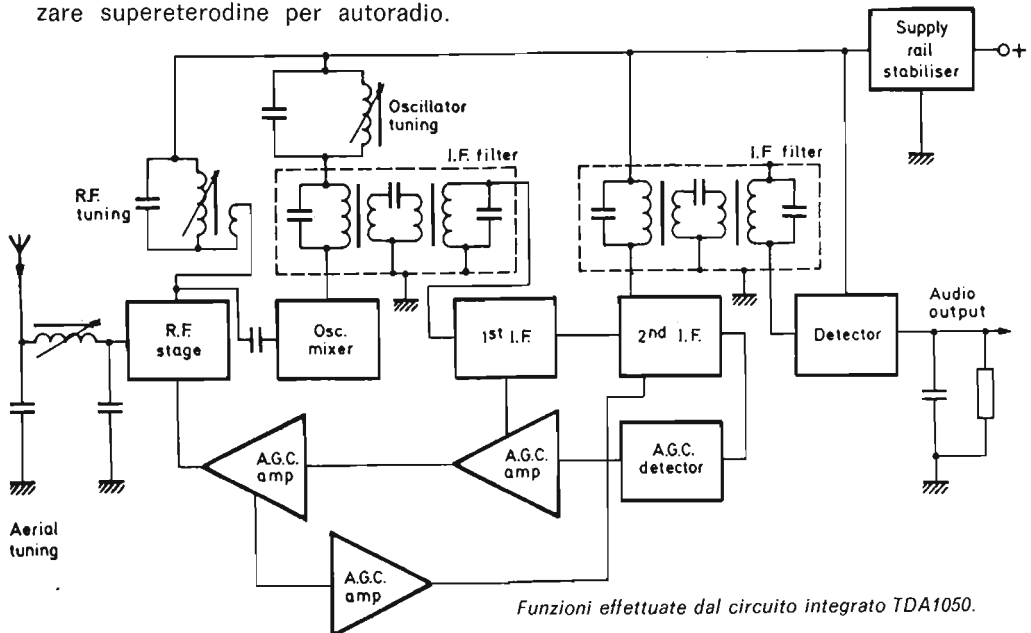 zare supereterodine per autoradio.
Supply
rail
stabiliser
+
Oscillator
tuning
I.F. filter
I.F. filter
R.F.
tuning
R.F.
stage
Osc.
mixer
1st I.F.
2nd I.F.
Detector
Audio
output
A.G.C.
amp
A.G.C.
amp
A.G.C.
detector
Aerial
tuning
A.G.C.
amp
Funzioni effettuate dal circuito integrato TDA1050.